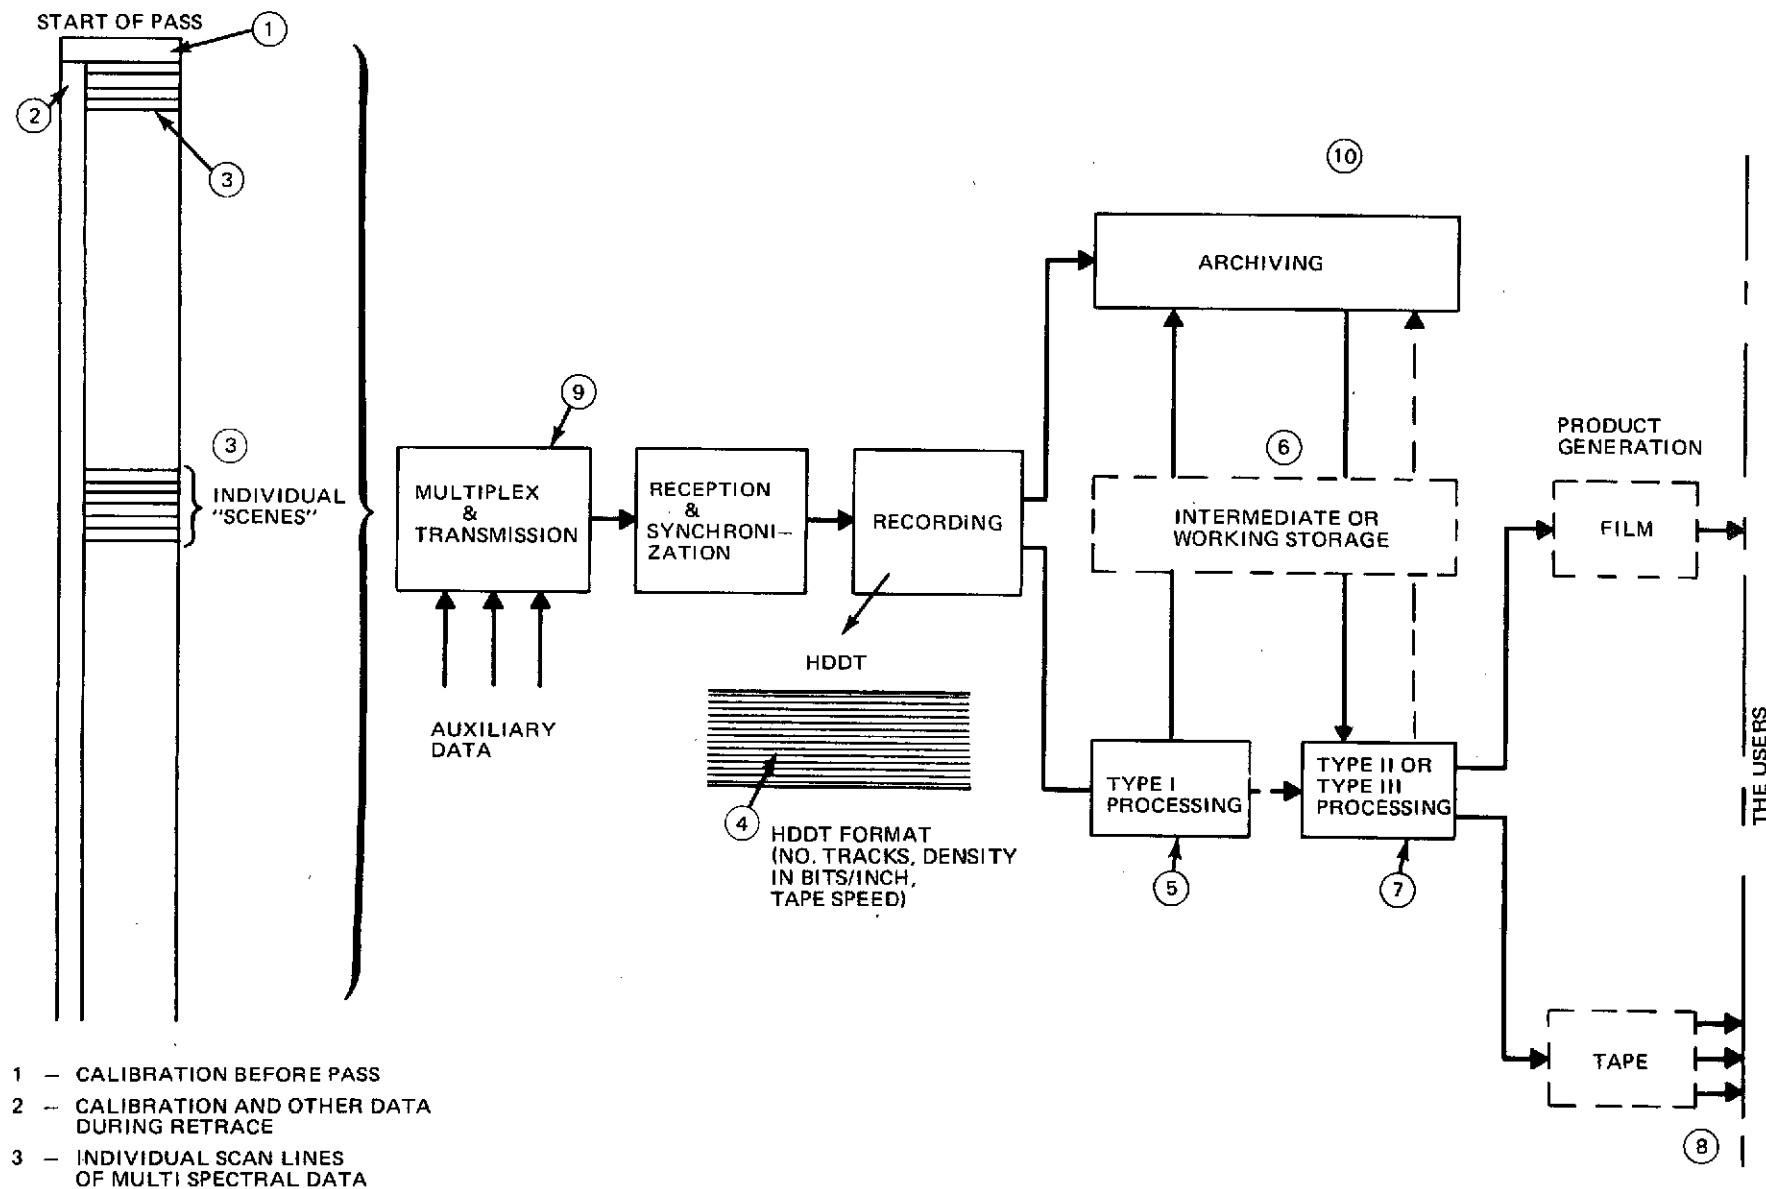 START OF PASS
1
2
3
3
INDIVIDUAL
"SCENES"
9
MULTIPLEX
&
TRANSMISSION
AUXILIARY
DATA
RECEPTION
&
SYNCHRONI-
ZATION
RECORDING
HDDT
4
HDDT FORMAT
(NO. TRACKS, DENSITY
IN BITS/INCH,
TAPE SPEED)
10
ARCHIVING
6
INTERMEDIATE OR
WORKING STORAGE
TYPE I
PROCESSING
5
TYPE II OR
TYPE III
PROCESSING
7
PRODUCT
GENERATION
FILM
TAPE
8
THE USERS
1 – CALIBRATION BEFORE PASS
2 – CALIBRATION AND OTHER DATA
DURING RETRACE
3 – INDIVIDUAL SCAN LINES
OF MULTI SPECTRAL DATA